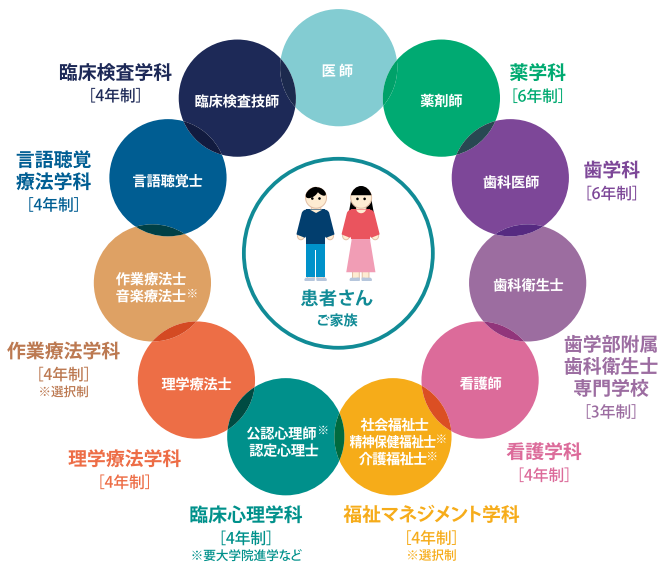 医師
薬剤師
薬学科
［6年制］
歯科医師
歯学科
［6年制］
歯科衛生士
歯学部附属
歯科衛生士
専門学校
［3年制］
看護師
看護学科
［4年制］
社会福祉士
精神保健福祉士※
介護福祉士※
福祉マネジメント学科
［4年制］
※選択制
公認心理師※
認定心理士
臨床心理学科
［4年制］
※要大学院進学など
理学療法士
理学療法学科
［4年制］
作業療法士
音楽療法士※
作業療法学科
［4年制］
※選択制
言語聴覚士
言語聴覚
療法学科
［4年制］
臨床検査技師
臨床検査学科
［4年制］
患者さん
ご家族